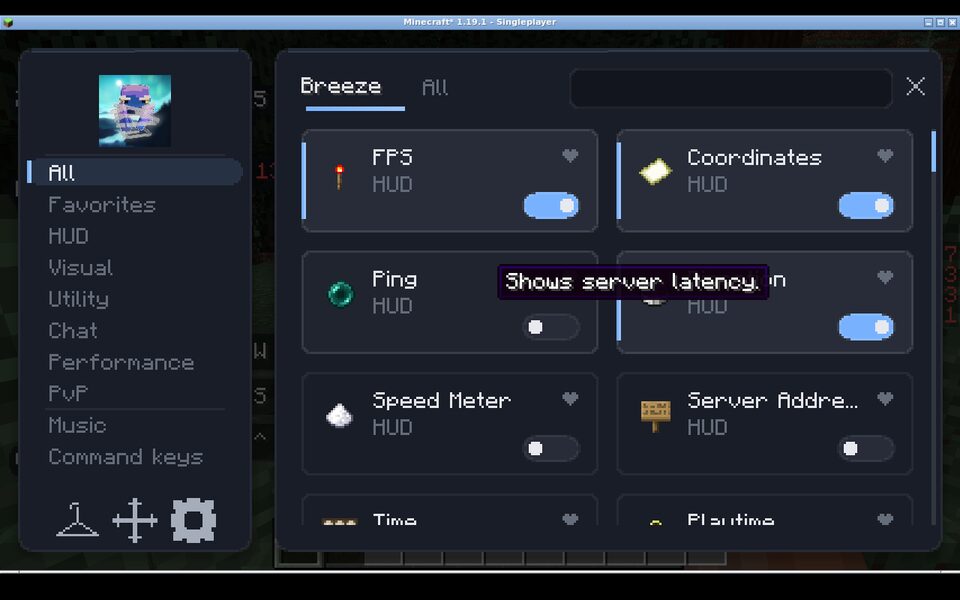 Minecraft* 1.19.1 - Singleplayer
Breeze
All
All
Favorites
HUD
Visual
Utility
Chat
Performance
PvP
Music
Command keys
FPS
HUD
Coordinates
HUD
Ping
HUD
Shows server latency.
HUD
Speed Meter
HUD
Server Addre...
HUD
Time
Playtime
5
W
S